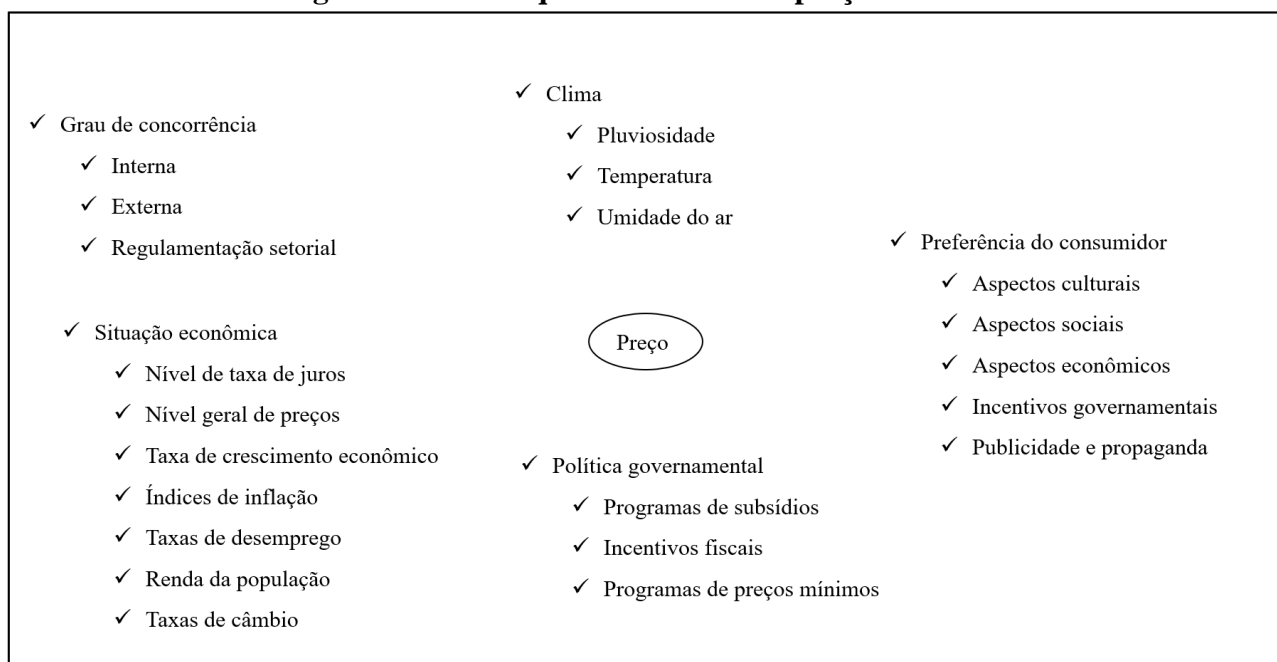 ✓ Grau de concorrência
✓ Interna
✓ Externa
✓ Regulamentação setorial
✓ Clima
✓ Pluviosidade
✓ Temperatura
✓ Umidade do ar
✓ Preferência do consumidor
✓ Aspectos culturais
✓ Aspectos sociais
✓ Aspectos econômicos
✓ Incentivos governamentais
✓ Publicidade e propaganda
✓ Situação econômica
✓ Nível de taxa de juros
✓ Nível geral de preços
✓ Taxa de crescimento econômico
✓ Índices de inflação
✓ Taxas de desemprego
✓ Renda da população
✓ Taxas de câmbio
Preço
✓ Política governamental
✓ Programas de subsídios
✓ Incentivos fiscais
✓ Programas de preços mínimos